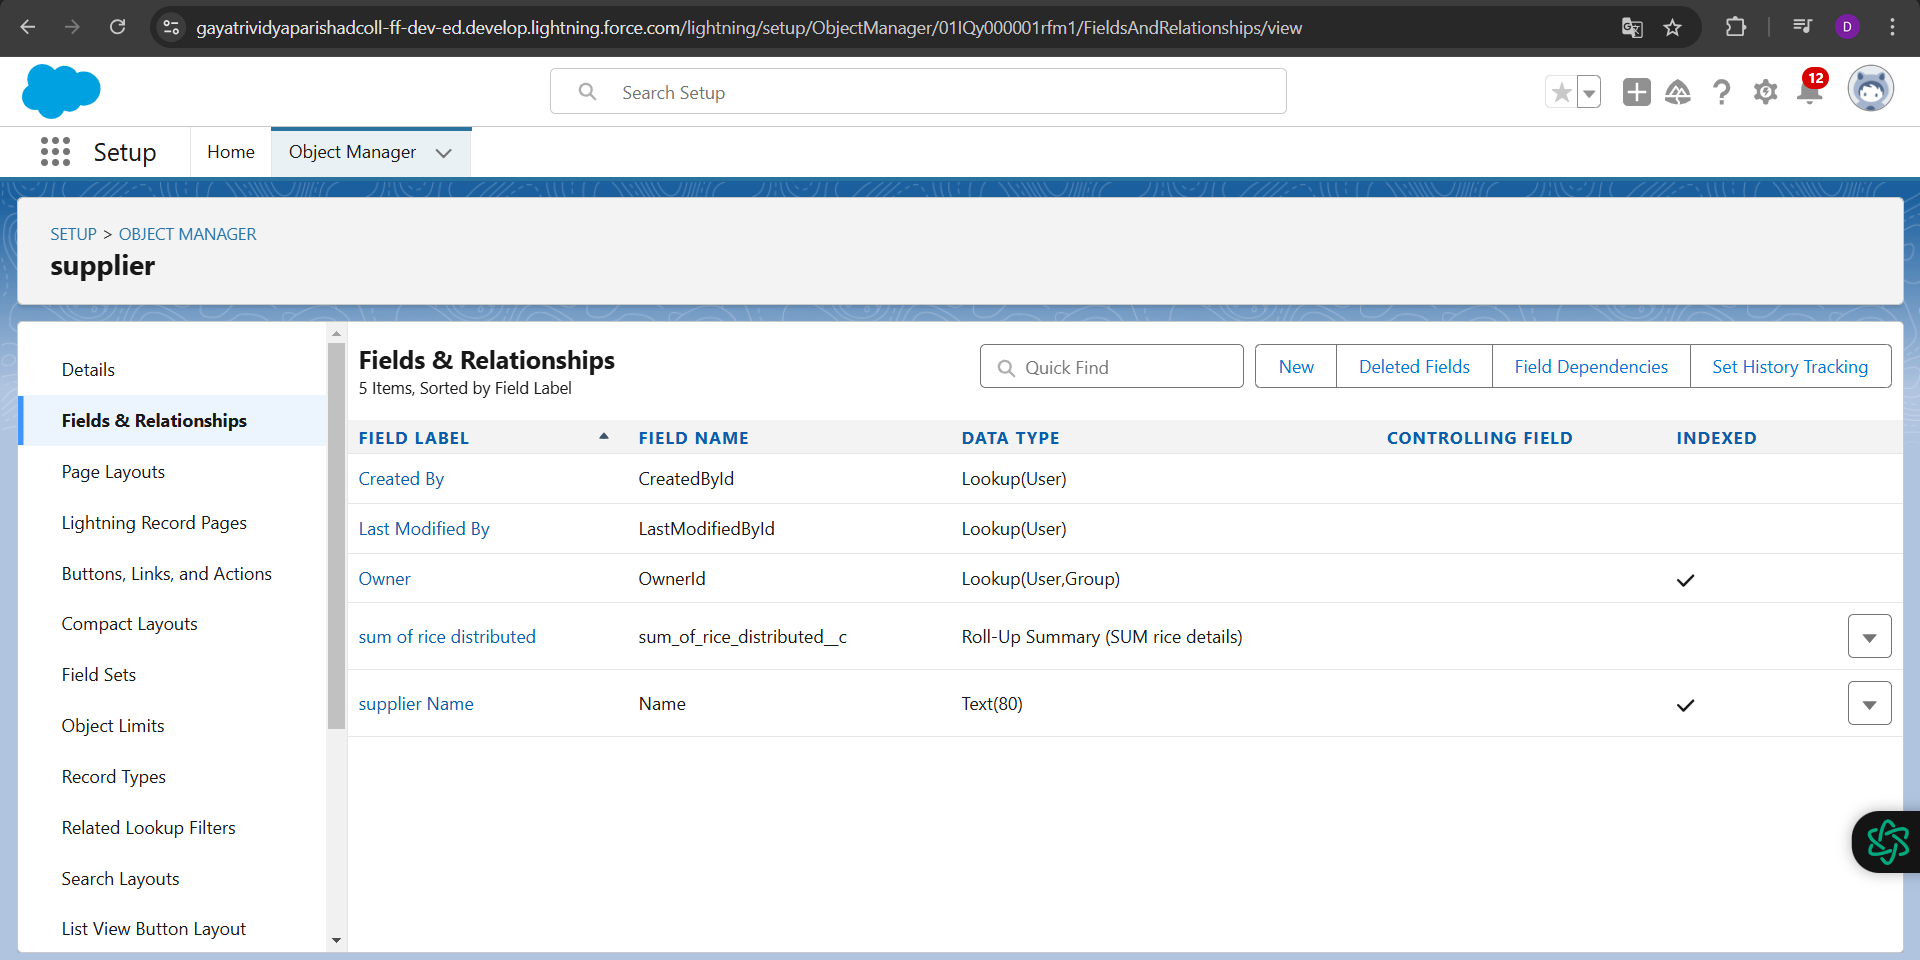 gayatrividyaparishadcoll-ff-dev-ed.develop.lightning.force.com/lightning/setup/ObjectManager/01IQy000001rfm1/FieldsAndRelationships/view
D
Search Setup
12
Setup
Home
Object Manager
SETUP > OBJECT MANAGER
supplier
Details
Fields & Relationships
Page Layouts
Lightning Record Pages
Buttons, Links, and Actions
Compact Layouts
Field Sets
Object Limits
Record Types
Related Lookup Filters
Search Layouts
List View Button Layout
Fields & Relationships
5 Items, Sorted by Field Label
Quick Find
New
Deleted Fields
Field Dependencies
Set History Tracking
FIELD LABEL FIELD NAME DATA TYPE CONTROLLING FIELD INDEXED
Created By CreatedById Lookup(User)
Last Modified By LastModifiedById Lookup(User)
Owner OwnerId Lookup(User,Group)
sum of rice distributed sum_of_rice_distributed__c Roll-Up Summary (SUM rice details)
supplier Name Name Text(80)